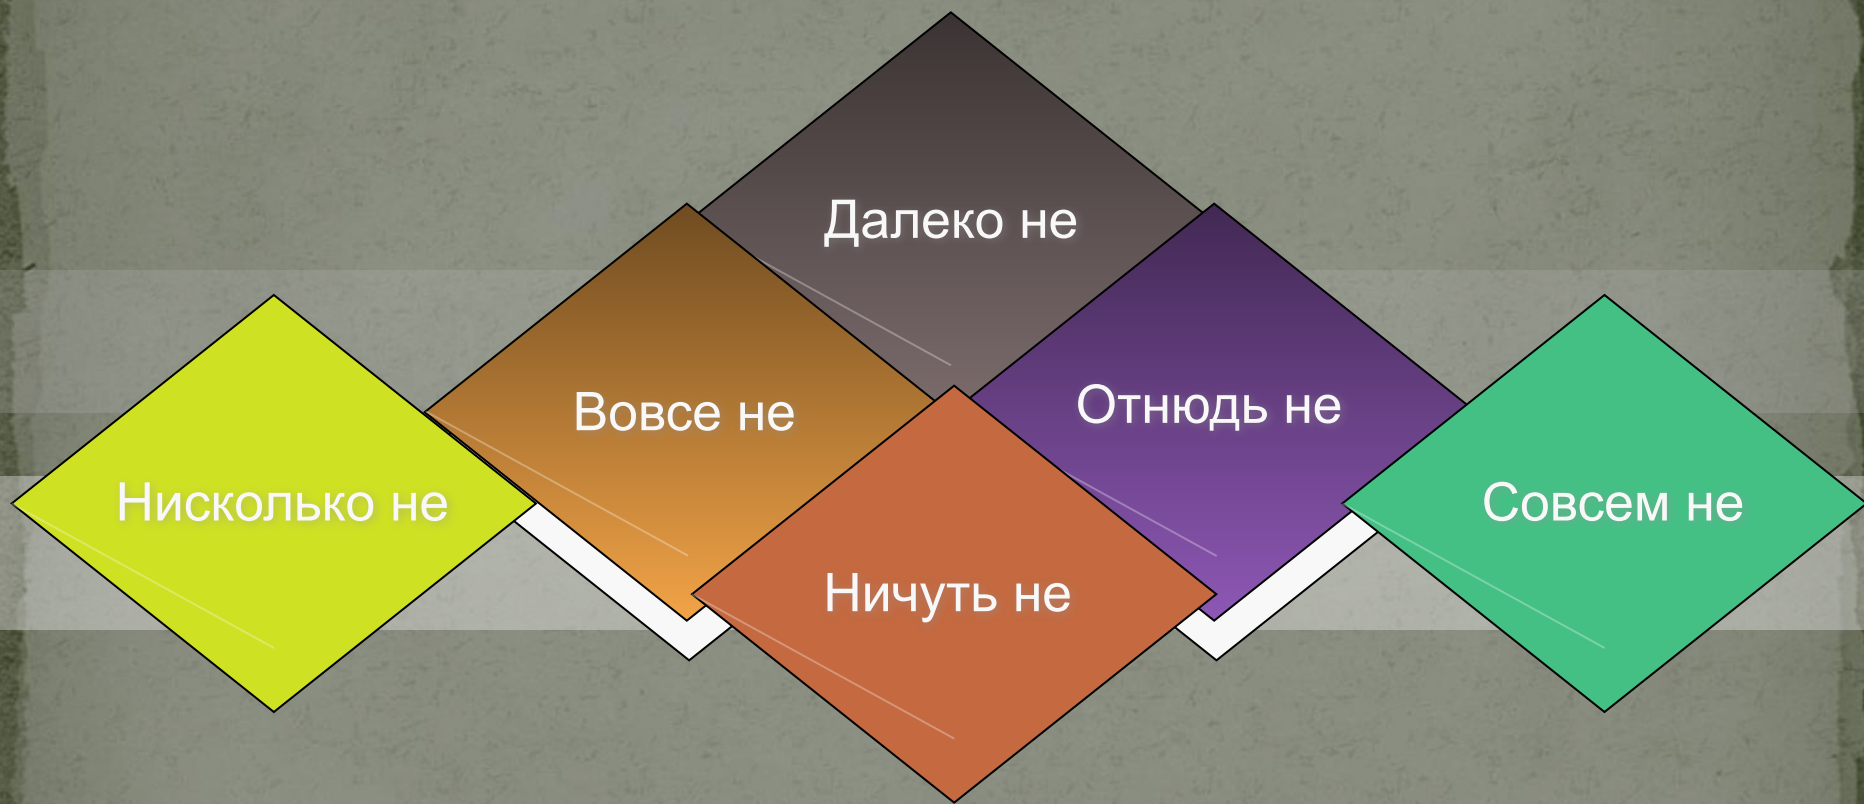 Далеко не
Вовсе не
Отнюдь не
Нисколько не
Совсем не
Ничуть не